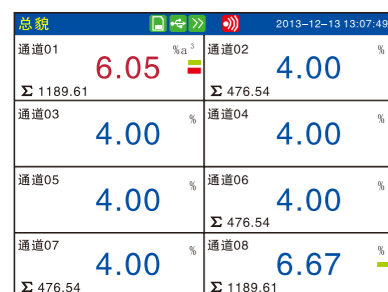 总貌 2013-12-13 13:07:49
通道01 %a³ 通道02 %
6.05 4.00
Σ 1189.61 Σ 476.54
通道03 % 通道04 %
4.00 4.00
通道05 % 通道06 %
4.00 4.00
Σ 476.54
通道07 % 通道08 %
4.00 6.67
Σ 476.54 Σ 1189.61